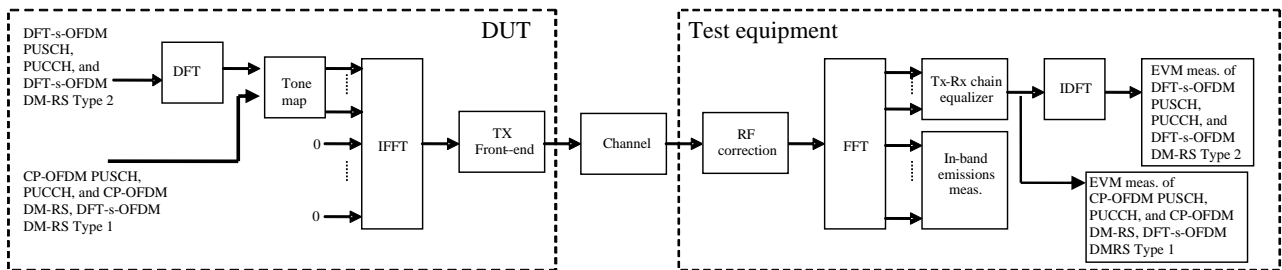 DUT
DFT-s-OFDM
PUSCH,
PUCCH, and
DFT-s-OFDM
DM-RS Type 2
DFT
Tone
map
CP-OFDM PUSCH,
PUCCH, and CP-OFDM
DM-RS, DFT-s-OFDM
DM-RS Type 1
0
0
IFFT
TX
Front-end
Channel
Test equipment
RF
correction
FFT
Tx-Rx chain
equalizer
In-band
emissions
meas.
IDFT
EVM meas. of
DFT-s-OFDM
PUSCH,
PUCCH, and
DFT-s-OFDM
DM-RS Type 2
EVM meas. of
CP-OFDM PUSCH,
PUCCH, and CP-OFDM
DM-RS, DFT-s-OFDM
DMRS Type 1